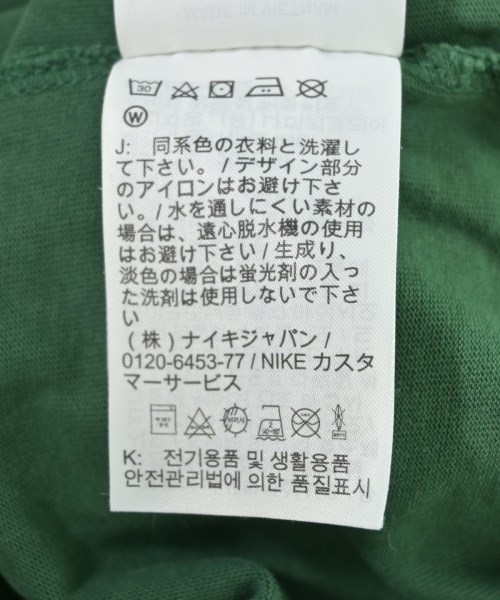 MADE IN VIETNAM
30
W
J: 同系色の衣料と洗濯し
て下さい。/ デザイン部分
のアイロンはお避け下さ
い。/ 水を通しにくい素材の
場合は、遠心脱水機の使用
はお避け下さい / 生成り、
淡色の場合は蛍光剤の入っ
た洗剤は使用しないで下さ
い
(株) ナイキジャパン /
0120-6453-77 / NIKE カスタ
マーサービス
K: 전기용품 및 생활용품
안전관리법에 의한 품질표시